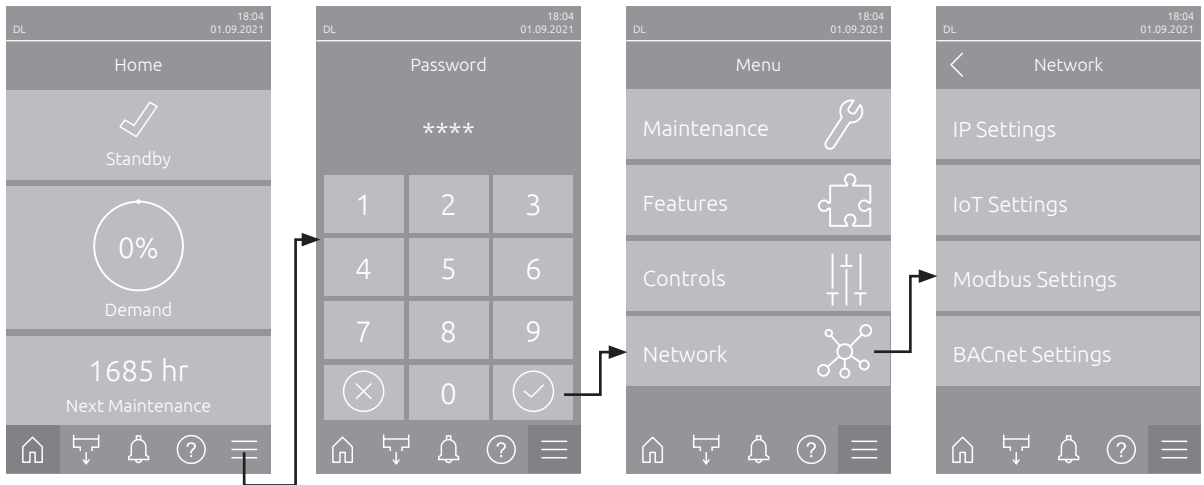 18:04
DL 01.09.2021
Home
Standby
0%
Demand
1685 hr
Next Maintenance
?
18:04
DL 01.09.2021
Password
****
1 2 3
4 5 6
7 8 9
0
?
18:04
DL 01.09.2021
Menu
Maintenance
Features
Controls
Network
?
18:04
DL 01.09.2021
Network
IP Settings
IoT Settings
Modbus Settings
BACnet Settings
?